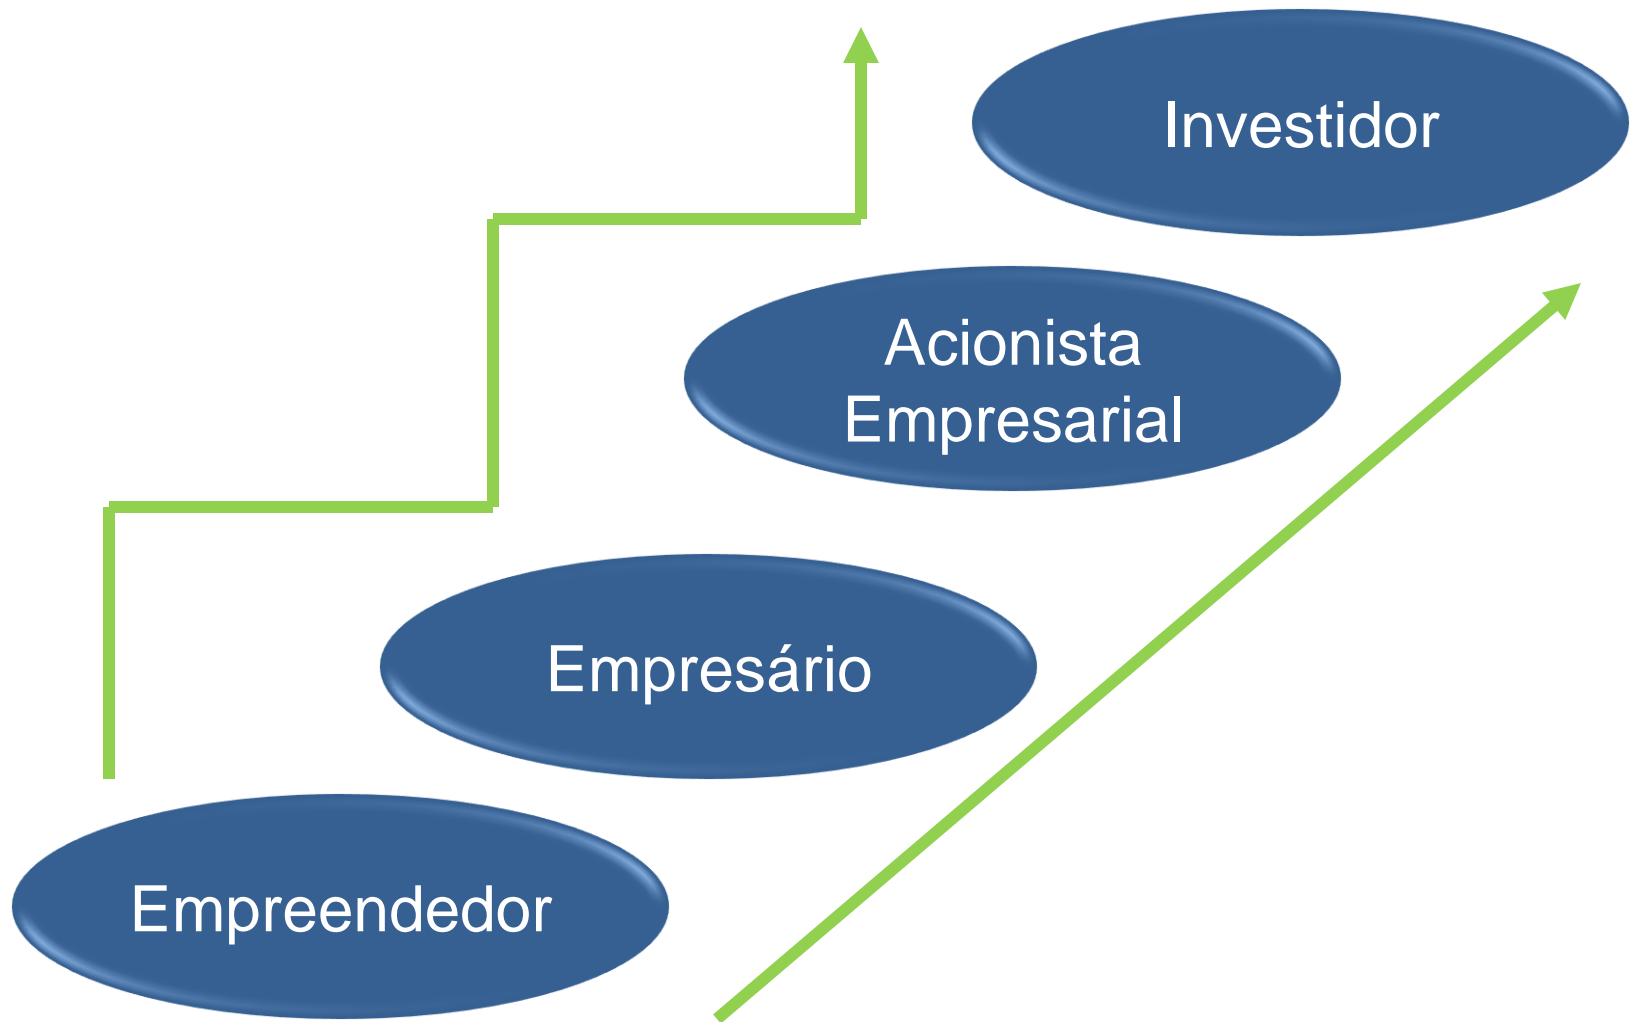 Investidor
Acionista
Empresarial
Empresário
Empreendedor